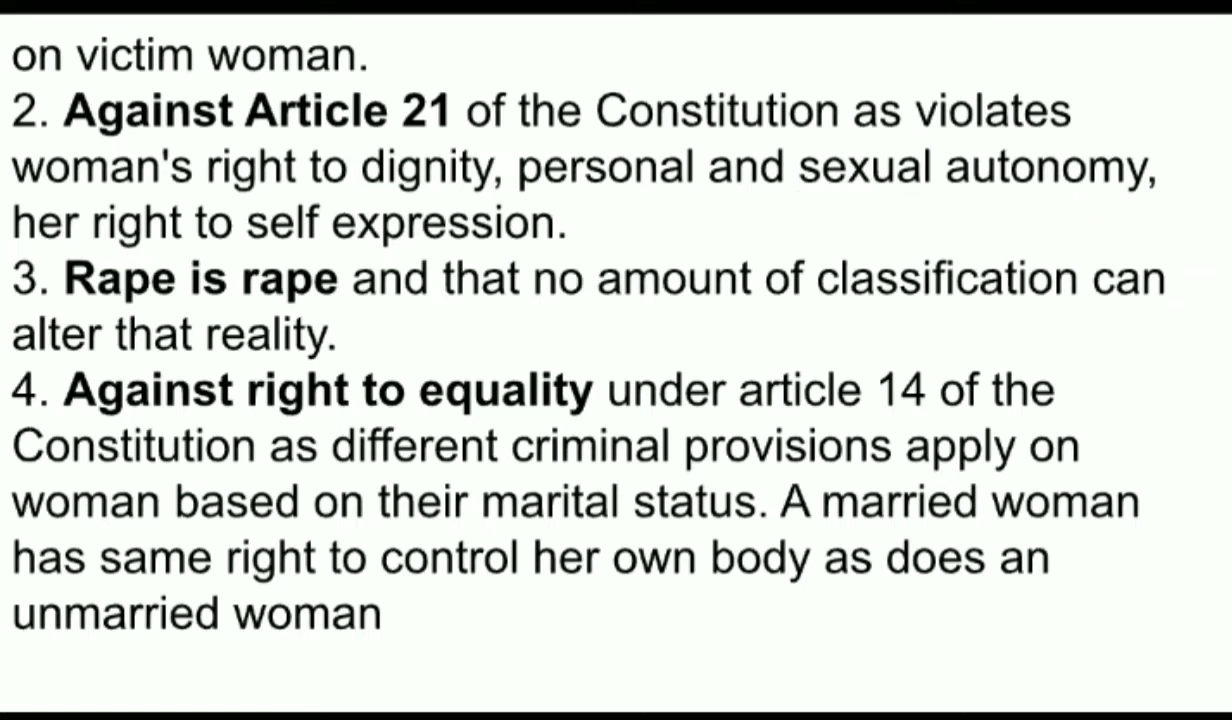 on victim woman.
2. Against Article 21 of the Constitution as violates
woman's right to dignity, personal and sexual autonomy,
her right to self expression.
3. Rape is rape and that no amount of classification can
alter that reality.
4. Against right to equality under article 14 of the
Constitution as different criminal provisions apply on
woman based on their marital status. A married woman
has same right to control her own body as does an
unmarried woman